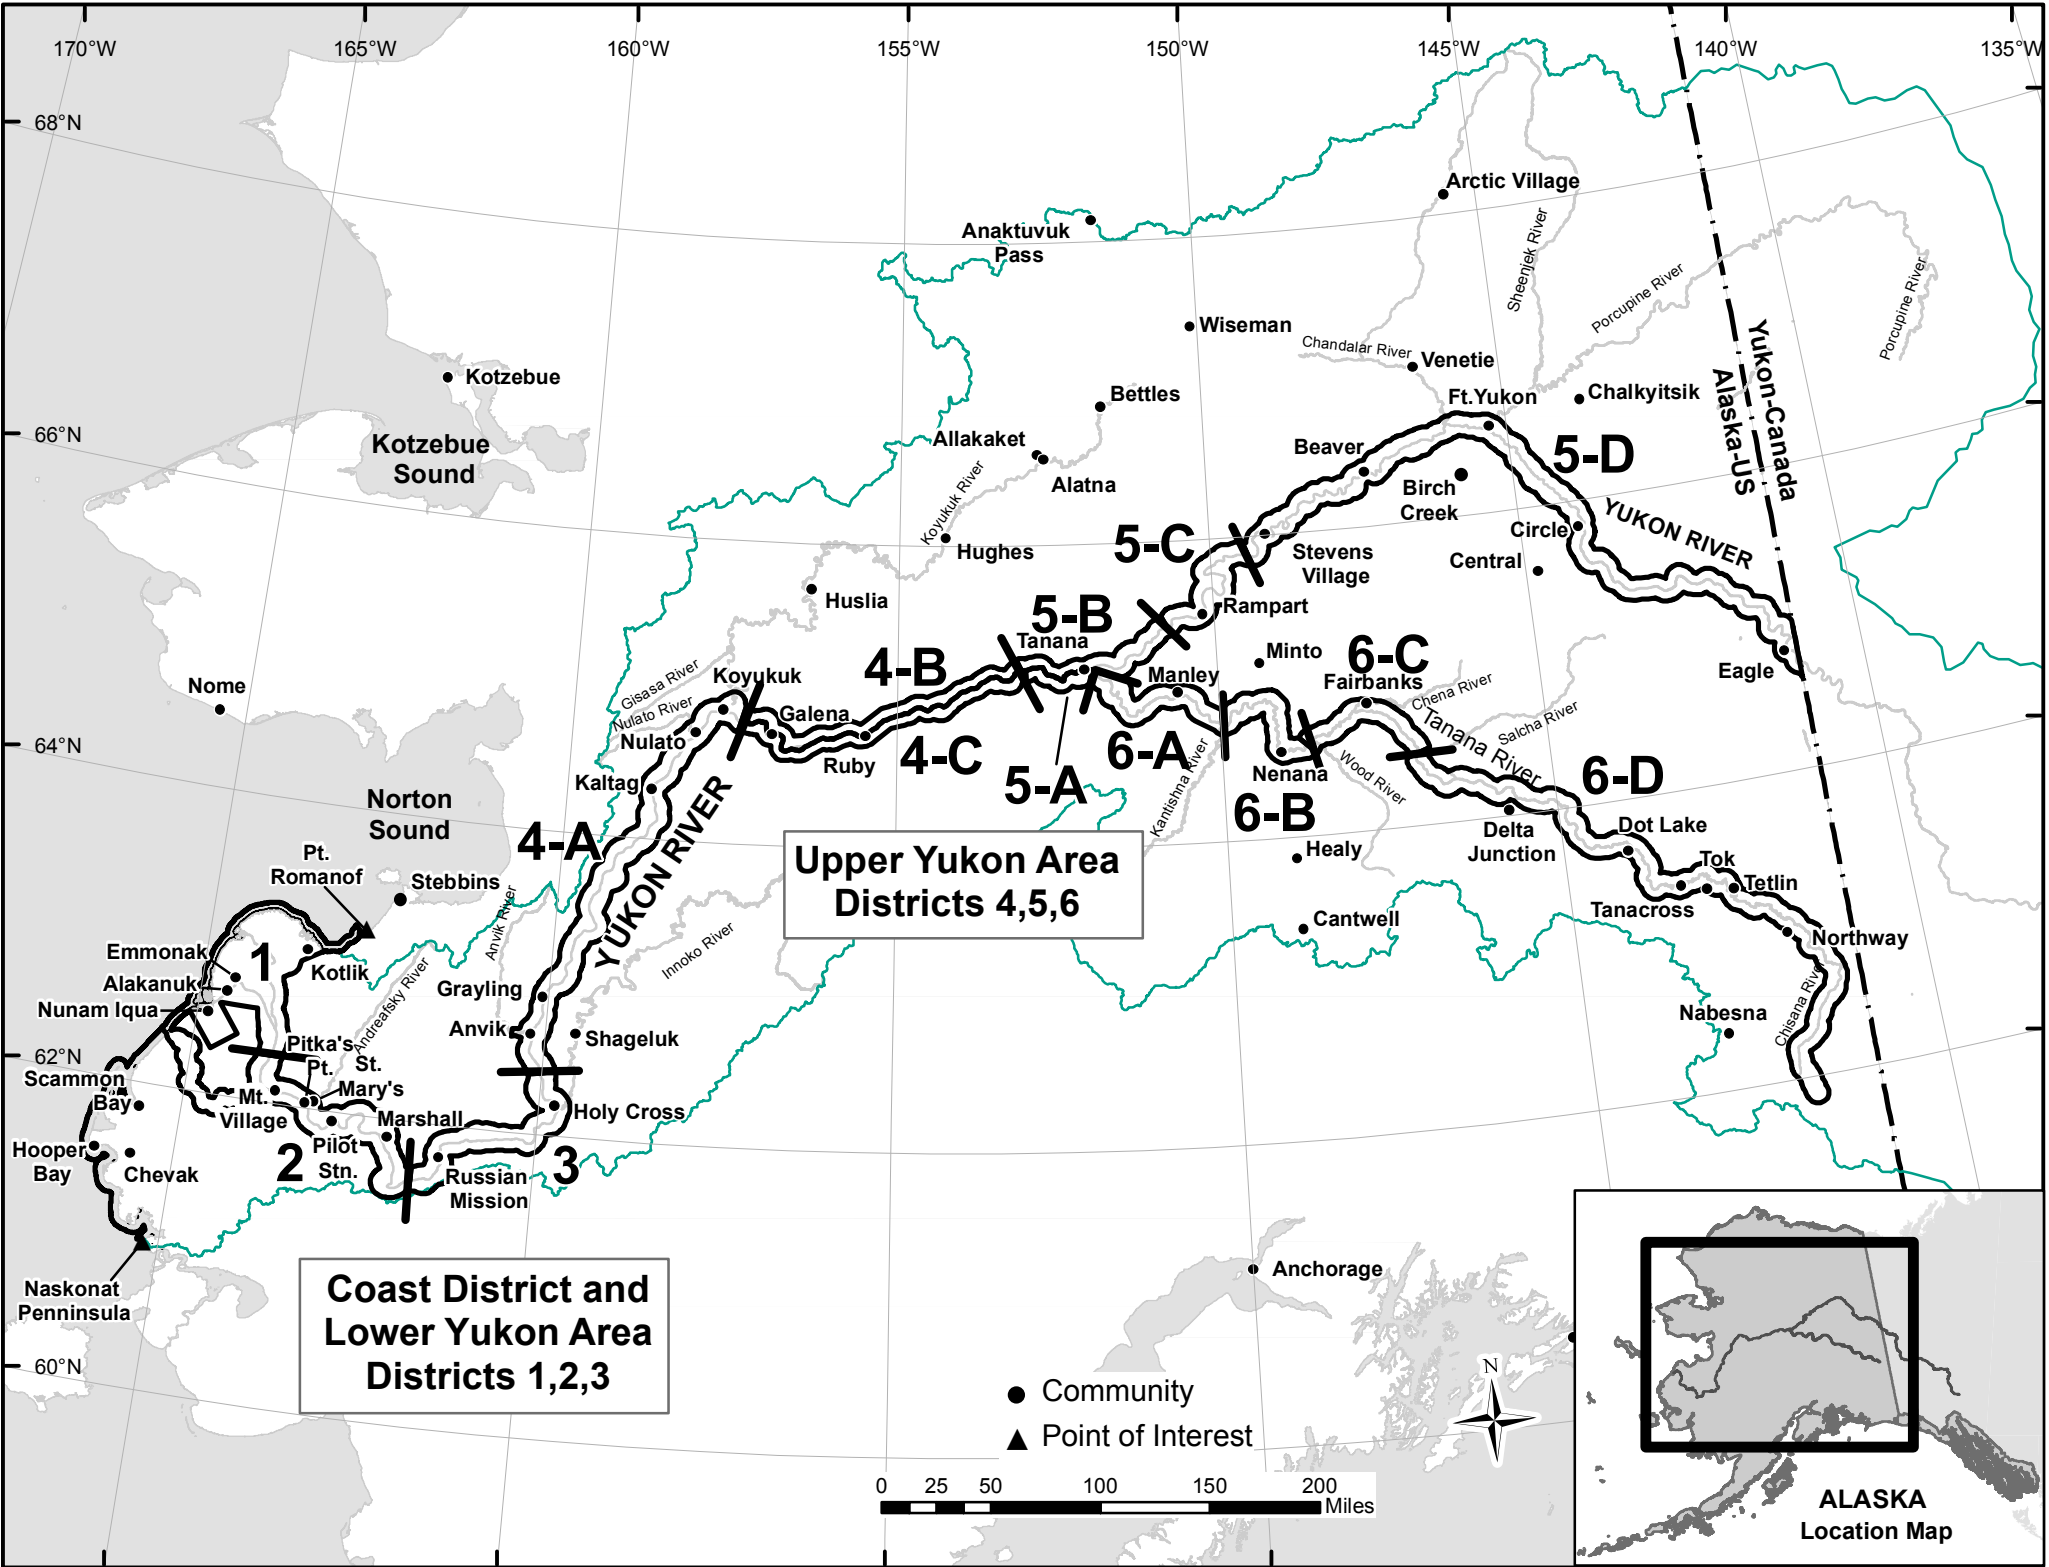 170°W
165°W
160°W
155°W
150°W
145°W
140°W
135°W
68°N
66°N
64°N
62°N
60°N
Arctic Village
Anaktuvuk
Pass
Sheenjek River
Porcupine River
Porcupine River
Wiseman
Chandalar River
Venetie
Yukon-Canada
Alaska-US
Kotzebue
Bettles
Ft.Yukon
Chalkyitsik
Kotzebue
Sound
Allakaket
Alatna
Koyukuk River
Hughes
Beaver
5-D
Birch
Creek
Circle
YUKON RIVER
Central
5-C
Stevens
Village
Huslia
Rampart
5-B
Tanana
Minto
6-C
Fairbanks
Manley
4-B
Gisasa River
Koyukuk
Nulato River
Nome
Eagle
Chena River
Salcha River
Tanana River
Galena
Nulato
Ruby
4-C
5-A
6-A
Kantishna River
Nenana
Wood River
6-B
6-D
Kaltag
Norton
Sound
4-A
YUKON RIVER
Upper Yukon Area
Districts 4,5,6
Healy
Delta
Junction
Dot Lake
Tok
Tetlin
Tanacross
Northway
Pt.
Romanof
Stebbins
Anvik River
Innoko River
Cantwell
Emmonak
1
Kotlik
Alakanuk
Nunam Iqua
Andreafsky River
Grayling
Anvik
Shageluk
Nabesna
Chisana River
Pitka's
Pt.
St.
Mary's
Scammon
Bay
Mt.
Village
Marshall
Holy Cross
Hooper
Bay
Chevak
2
Pilot
Stn.
Russian
Mission
3
Naskonat
Penninsula
Coast District and
Lower Yukon Area
Districts 1,2,3
Anchorage
Community
Point of Interest
N
0 25 50 100 150 200
Miles
ALASKA
Location Map